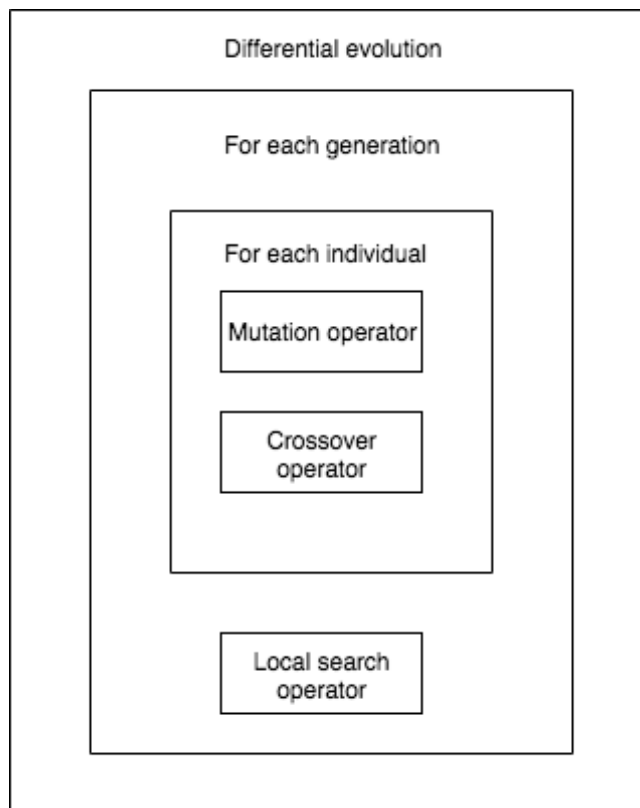 Differential evolution
For each generation
For each individual
Mutation operator
Crossover
operator
Local search
operator